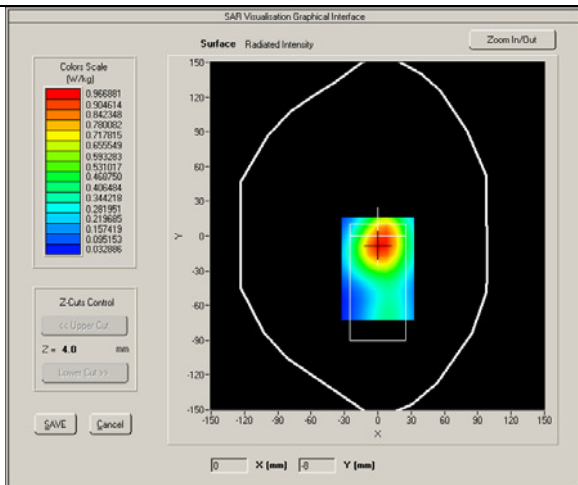 SAR Visualisation Graphical Interface
Surface Radiated Intensity
Zoom In/Out
Colors Scale
(W/kg)
0.966881
0.904614
0.842348
0.780082
0.717815
0.655549
0.593283
0.531017
0.468750
0.406484
0.344218
0.281951
0.219685
0.157419
0.095153
0.032886
Z-Cuts Control
<< Upper Cut
Z = 4.0 mm
Lower Cut >>
SAVE Cancel
150
120
90
60
30
0
-30
-60
-90
-120
-150
Y
-150 -120 -90 -60 -30 0 30 60 90 120 150
X
0 X (mm) -8 Y (mm)